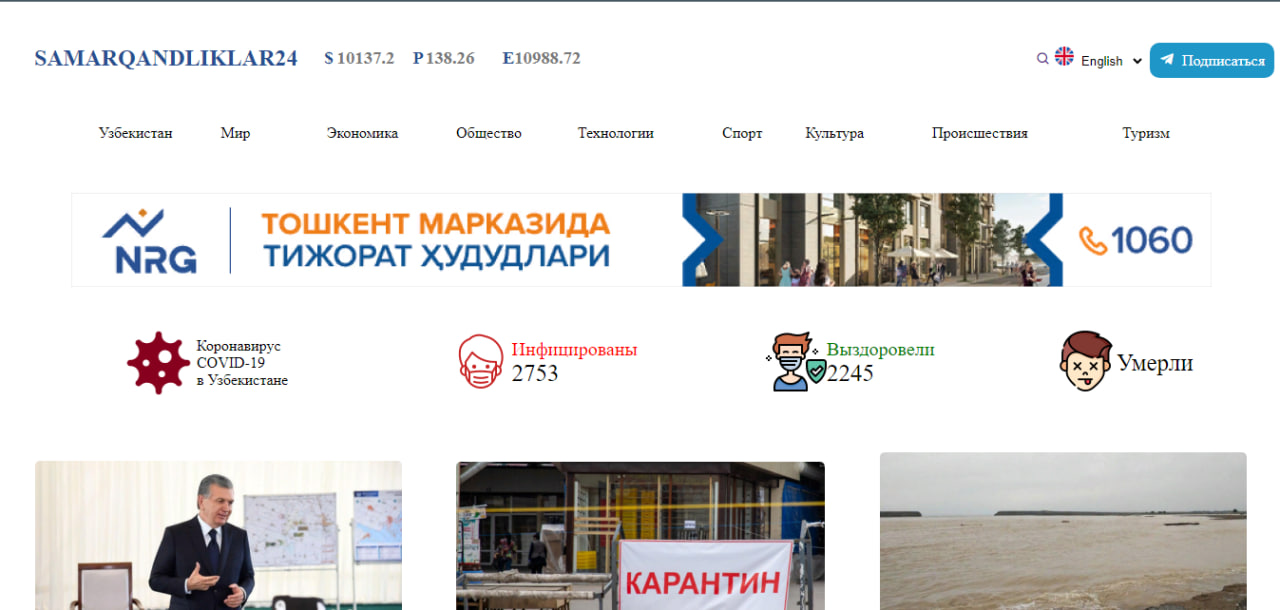 SAMARQANDLIKLAR24 S 10137.2 P 138.26 E10988.72 English Подписаться
Узбекистан Мир Экономика Общество Технологии Спорт Культура Происшествия Туризм
NRG ТОШКЕНТ МАРКАЗИДА 1060
ТИЖОРАТ ҲУДУДЛАРИ
Коронавирус
COVID-19
в Узбекистане
Инфицированы
2753
Выздоровели
2245
Умерли
КАРАНТИН